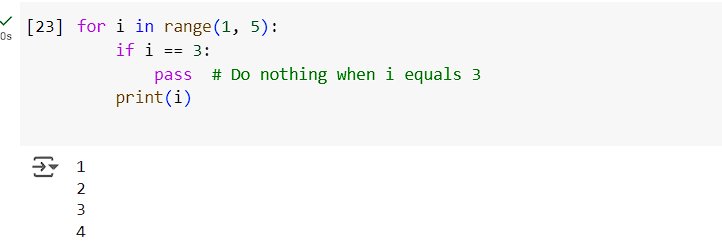 [23] for i in range(1, 5):
if i == 3:
pass # Do nothing when i equals 3
print(i)
0s
1
2
3
4